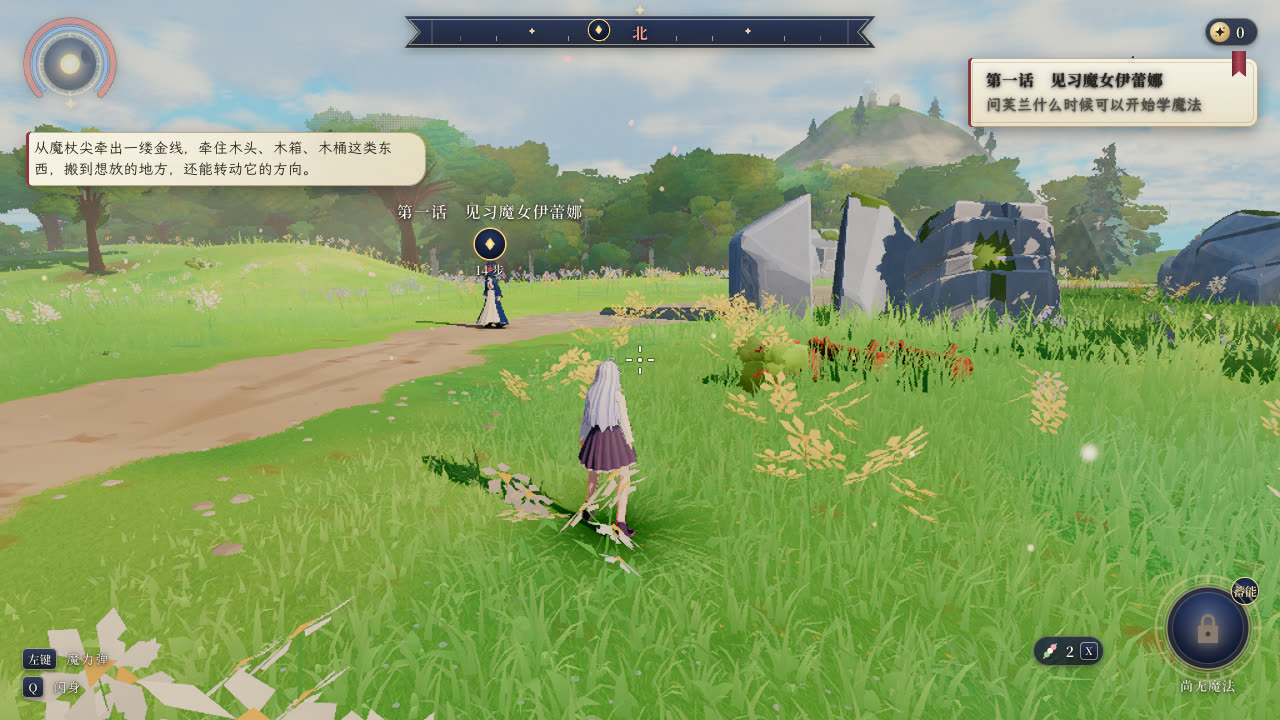 北
0
第一话 见习魔女伊蕾娜
问芙兰什么时候可以开始学魔法
从魔杖尖牵出一缕金线，牵住木头、木箱、木桶这类东
西，搬到想放的地方，还能转动它的方向。
第一话 见习魔女伊蕾娜
14 步
蓄能
2 X
左键 魔力弹
Q 闪身
尚无魔法